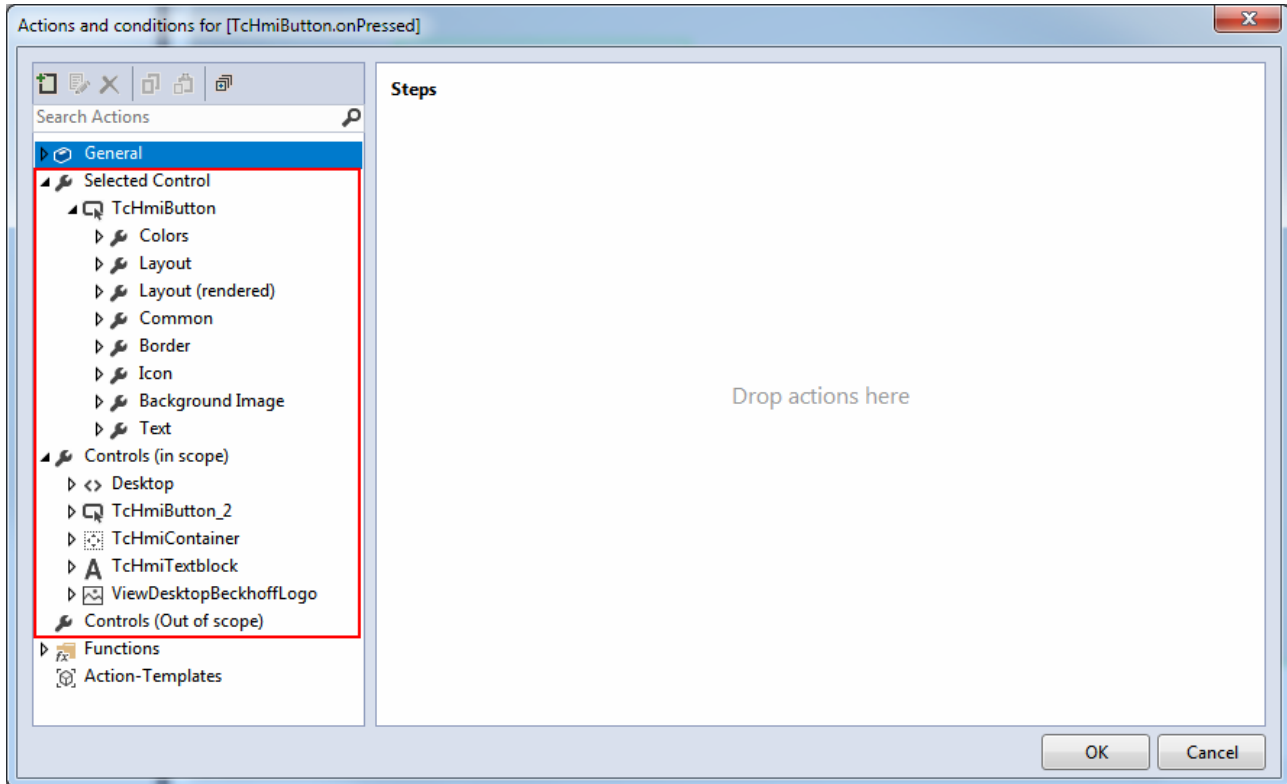 Actions and conditions for [TcHmiButton.onPressed]
Search Actions
General
Selected Control
TcHmiButton
Colors
Layout
Layout (rendered)
Common
Border
Icon
Background Image
Text
Controls (in scope)
Desktop
TcHmiButton_2
TcHmiContainer
TcHmiTextblock
ViewDesktopBeckhoffLogo
Controls (Out of scope)
Functions
Action-Templates
Steps
Drop actions here
OK
Cancel